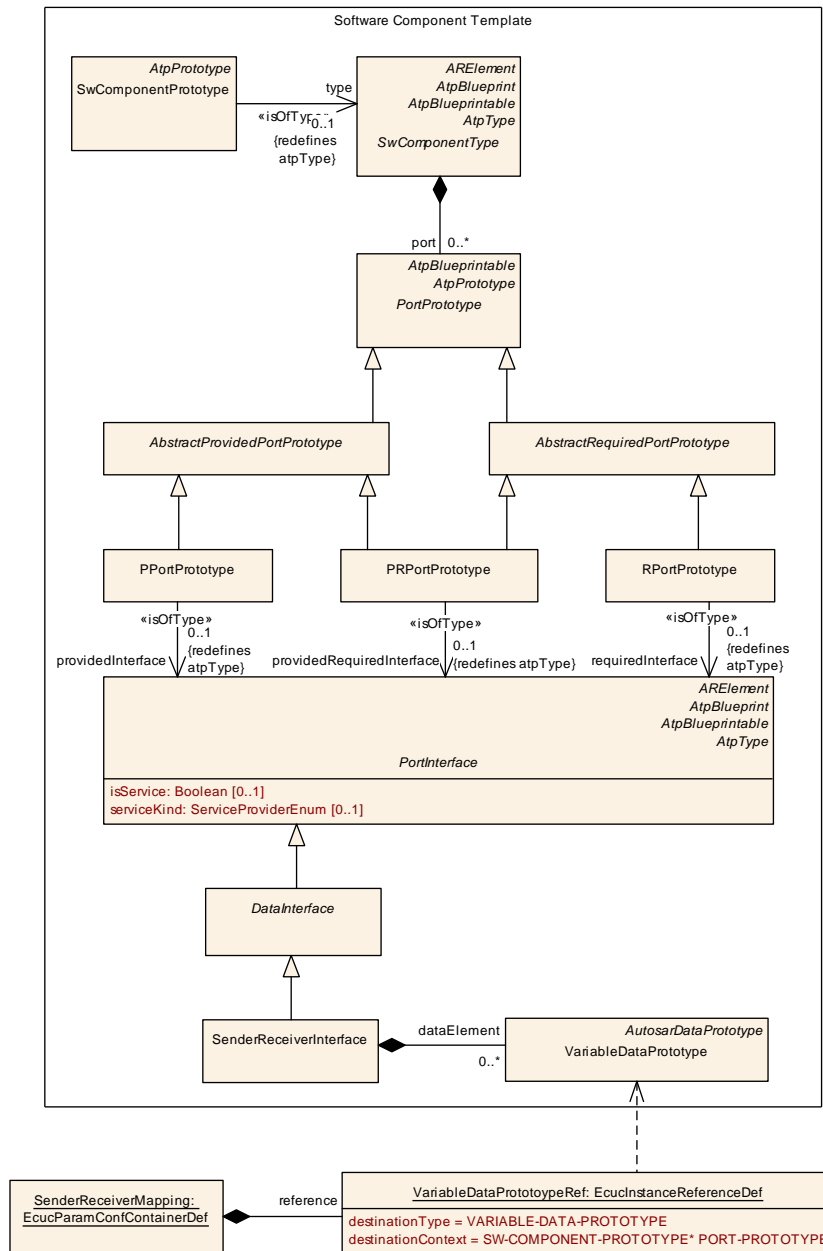 Software Component Template
AtpPrototype
SwComponentPrototype
type
«isOfType»
0..1
{redefines
atpType}
ARElement
AtpBlueprint
AtpBlueprintable
AtpType
SwComponentType
port 0..*
AtpBlueprintable
AtpPrototype
PortPrototype
AbstractProvidedPortPrototype
AbstractRequiredPortPrototype
PPortPrototype
PRPortPrototype
RPortPrototype
«isOfType»
0..1
{redefines
atpType}
providedInterface
«isOfType»
0..1
{redefines atpType}
providedRequiredInterface
«isOfType»
0..1
{redefines
atpType}
requiredInterface
ARElement
AtpBlueprint
AtpBlueprintable
AtpType
PortInterface
isService: Boolean [0..1]
serviceKind: ServiceProviderEnum [0..1]
DataInterface
SenderReceiverInterface
dataElement
0..*
AutosarDataPrototype
VariableDataPrototype
SenderReceiverMapping:
EcucParamConfContainerDef
reference
VariableDataPrototoypeRef: EcucInstanceReferenceDef
destinationType = VARIABLE-DATA-PROTOTYPE
destinationContext = SW-COMPONENT-PROTOTYPE* PORT-PROTOTYPE